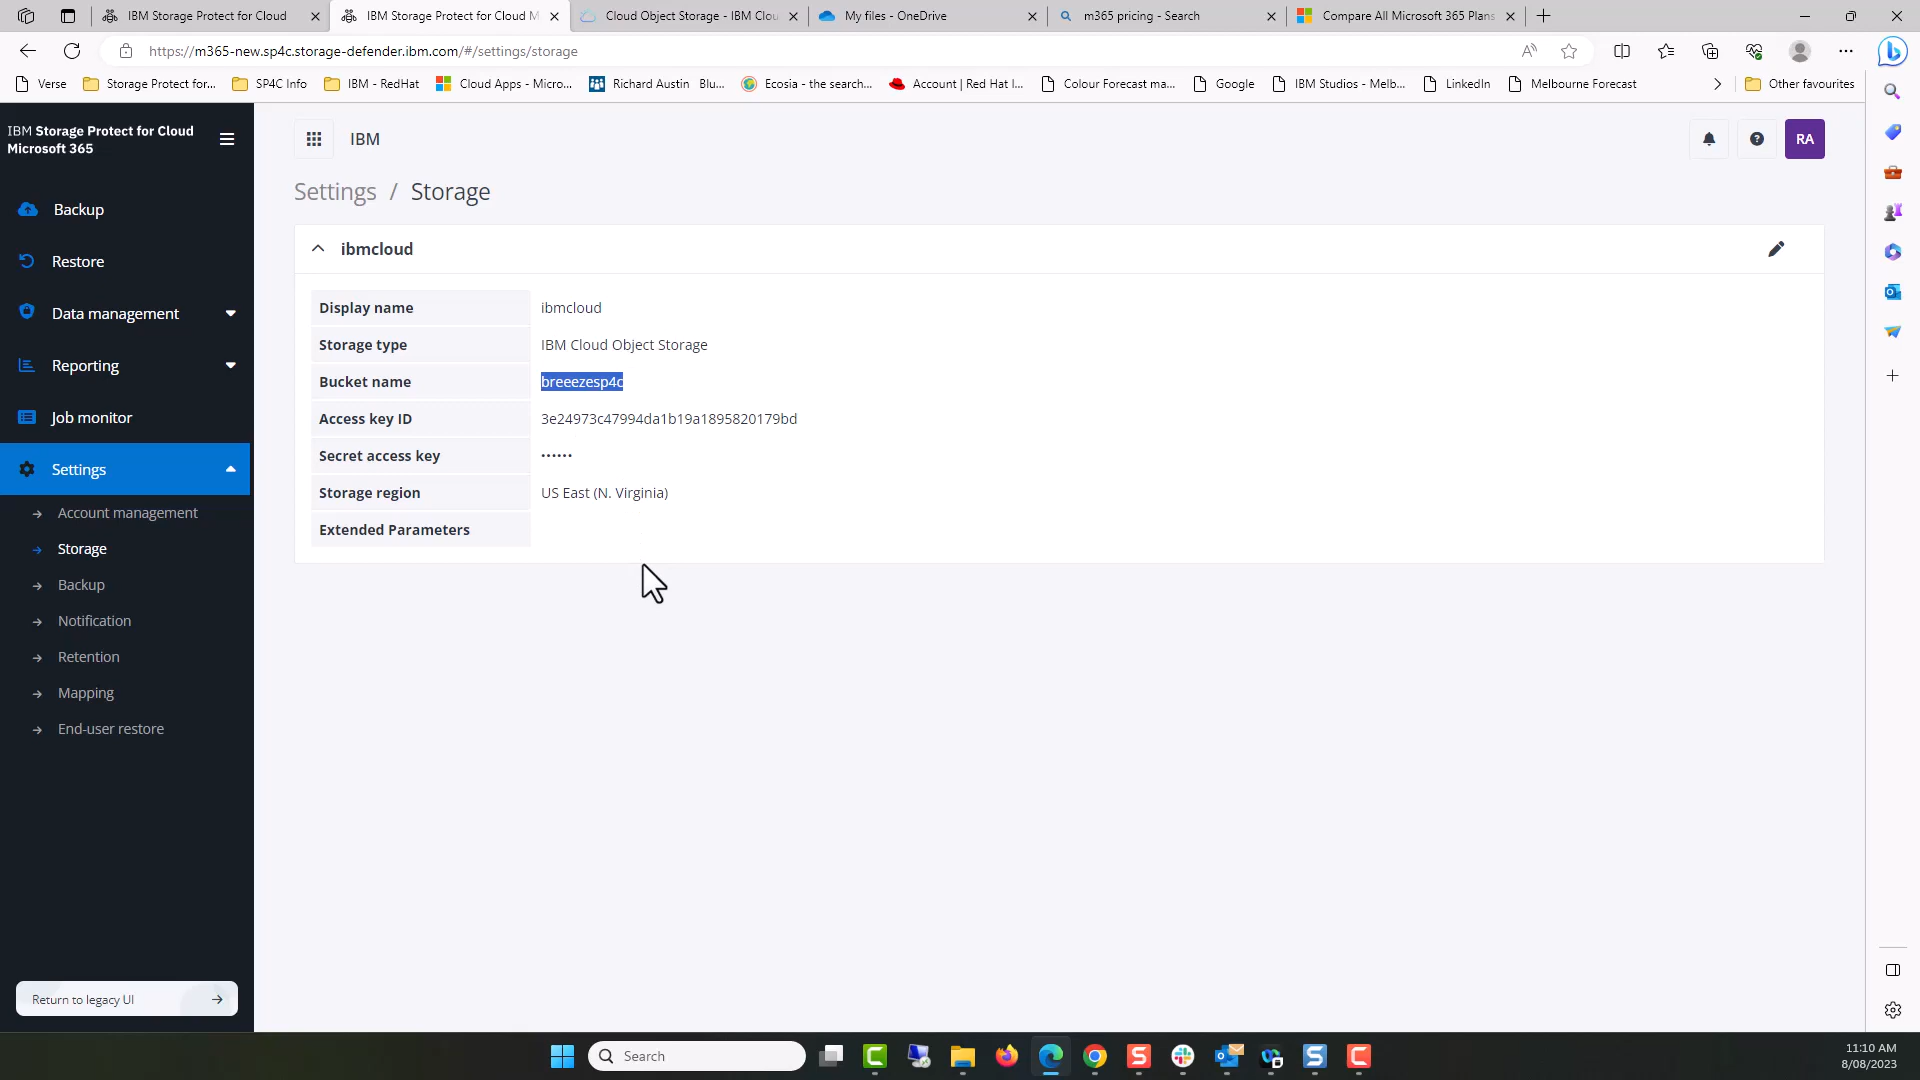 IBM Storage Protect for Cloud
IBM Storage Protect for Cloud M
Cloud Object Storage - IBM Clou
My files - OneDrive
m365 pricing - Search
Compare All Microsoft 365 Plans
https://m365-new.sp4c.storage-defender.ibm.com/#/settings/storage
Verse
Storage Protect for...
SP4C Info
IBM - RedHat
Cloud Apps - Micro...
Richard Austin Blu...
Ecosia - the search...
Account | Red Hat I...
Colour Forecast ma...
Google
IBM Studios - Melb...
LinkedIn
Melbourne Forecast
Other favourites
IBM Storage Protect for Cloud
Microsoft 365
IBM
RA
Backup
Restore
Data management
Reporting
Job monitor
Settings
Account management
Storage
Backup
Notification
Retention
Mapping
End-user restore
Return to legacy UI
Settings / Storage
ibmcloud
Display name ibmcloud
Storage type IBM Cloud Object Storage
Bucket name breeezesp4c
Access key ID 3e24973c47994da1b19a1895820179bd
Secret access key ••••••
Storage region US East (N. Virginia)
Extended Parameters
Search
11:10 AM
8/08/2023